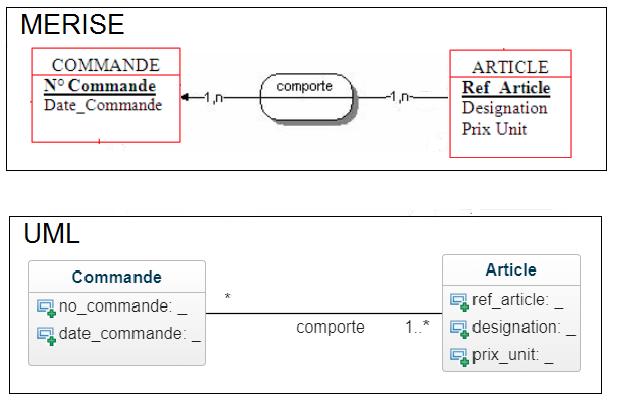 MERISE
COMMANDE
N° Commande
Date_Commande
1,n
comporte
1,n
ARTICLE
Ref_Article
Designation
Prix Unit
UML
Commande
no_commande: _
date_commande: _
*
comporte
1..*
Article
ref_article: _
designation: _
prix_unit: _